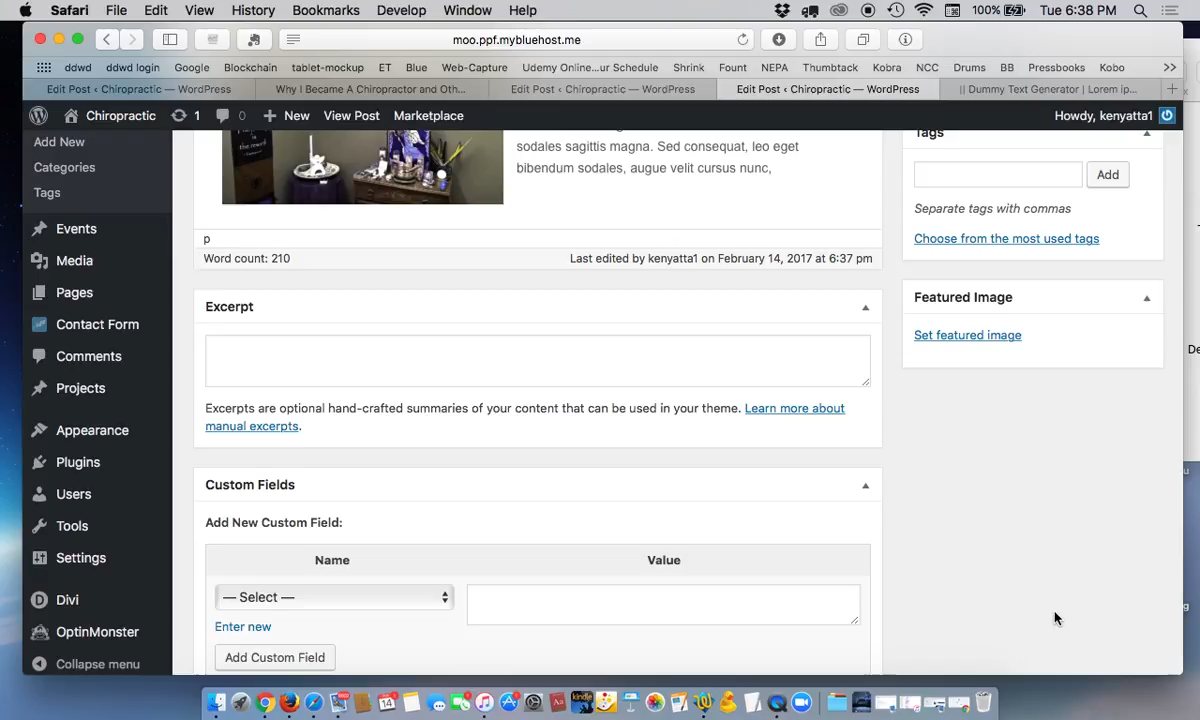 Safari File Edit View History Bookmarks Develop Window Help 100% Tue 6:38 PM
moo.ppf.mybluehost.me
ddwd ddwd login Google Blockchain tablet-mockup ET Blue Web-Capture Udemy Online...ur Schedule Shrink Fount NEPA Thumbtack Kobra NCC Drums BB Pressbooks Kobo >>
Edit Post ‹ Chiropractic — WordPress Why I Became A Chiropractor and Oth... Edit Post ‹ Chiropractic — WordPress Edit Post ‹ Chiropractic — WordPress || Dummy Text Generator | Lorem ip... +
Chiropractic 1 0 + New View Post Marketplace Howdy, kenyatta1
Add New
Categories
Tags
Events
Media
Pages
Contact Form
Comments
Projects
Appearance
Plugins
Users
Tools
Settings
Divi
OptinMonster
Collapse menu
sodales sagittis magna. Sed consequat, leo eget
bibendum sodales, augue velit cursus nunc,
p
Word count: 210 Last edited by kenyatta1 on February 14, 2017 at 6:37 pm
Excerpt
Excerpts are optional hand-crafted summaries of your content that can be used in your theme. Learn more about
manual excerpts.
Custom Fields
Add New Custom Field:
Name Value
— Select —
Enter new
Add Custom Field
Tags
Add
Separate tags with commas
Choose from the most used tags
Featured Image
Set featured image